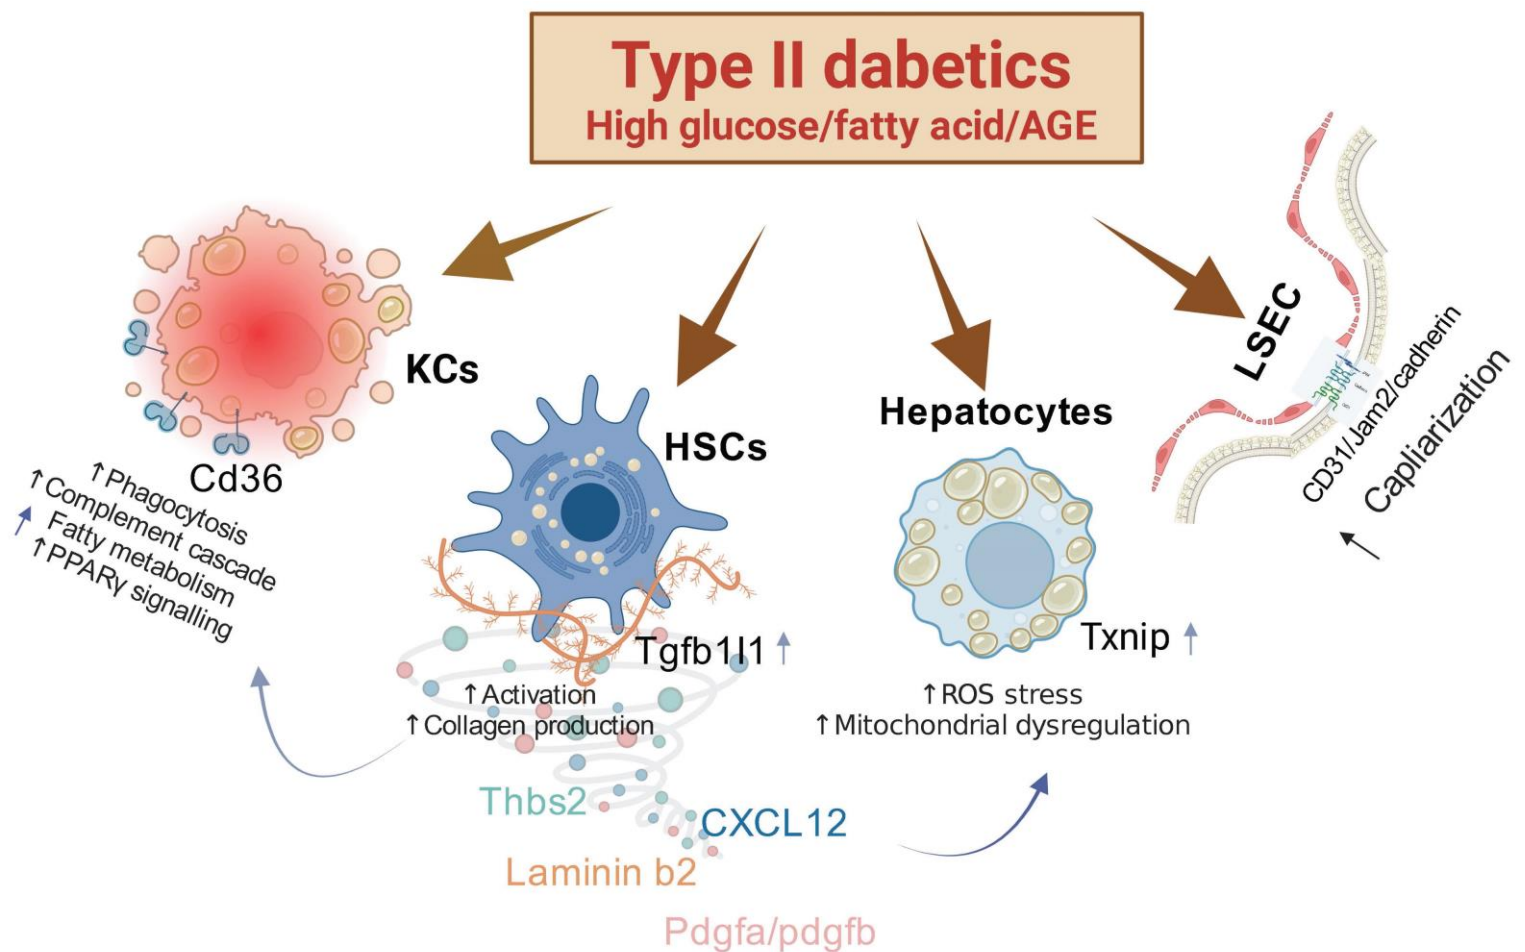 Type II dabetics
High glucose/fatty acid/AGE
KCs
Cd36
↑Phagocytosis
↑Complement cascade
↑ Fatty metabolism
↑PPARγ signalling
HSCs
Tgfb1l1 ↑
↑Activation
↑Collagen production
Thbs2
CXCL12
Laminin b2
Pdgfa/pdgfb
Hepatocytes
Txnip ↑
↑ROS stress
↑Mitochondrial dysregulation
LSEC
CD31/Jam2/cadherin
↑ Capliarization